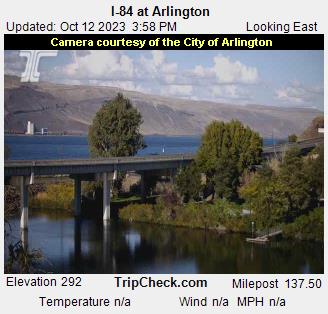 I-84 at Arlington
Updated: Oct 12 2023 3:58 PM Looking East
Camera courtesy of the City of Arlington
Elevation 292 TripCheck.com Milepost 137.50
Temperature n/a Wind n/a MPH n/a